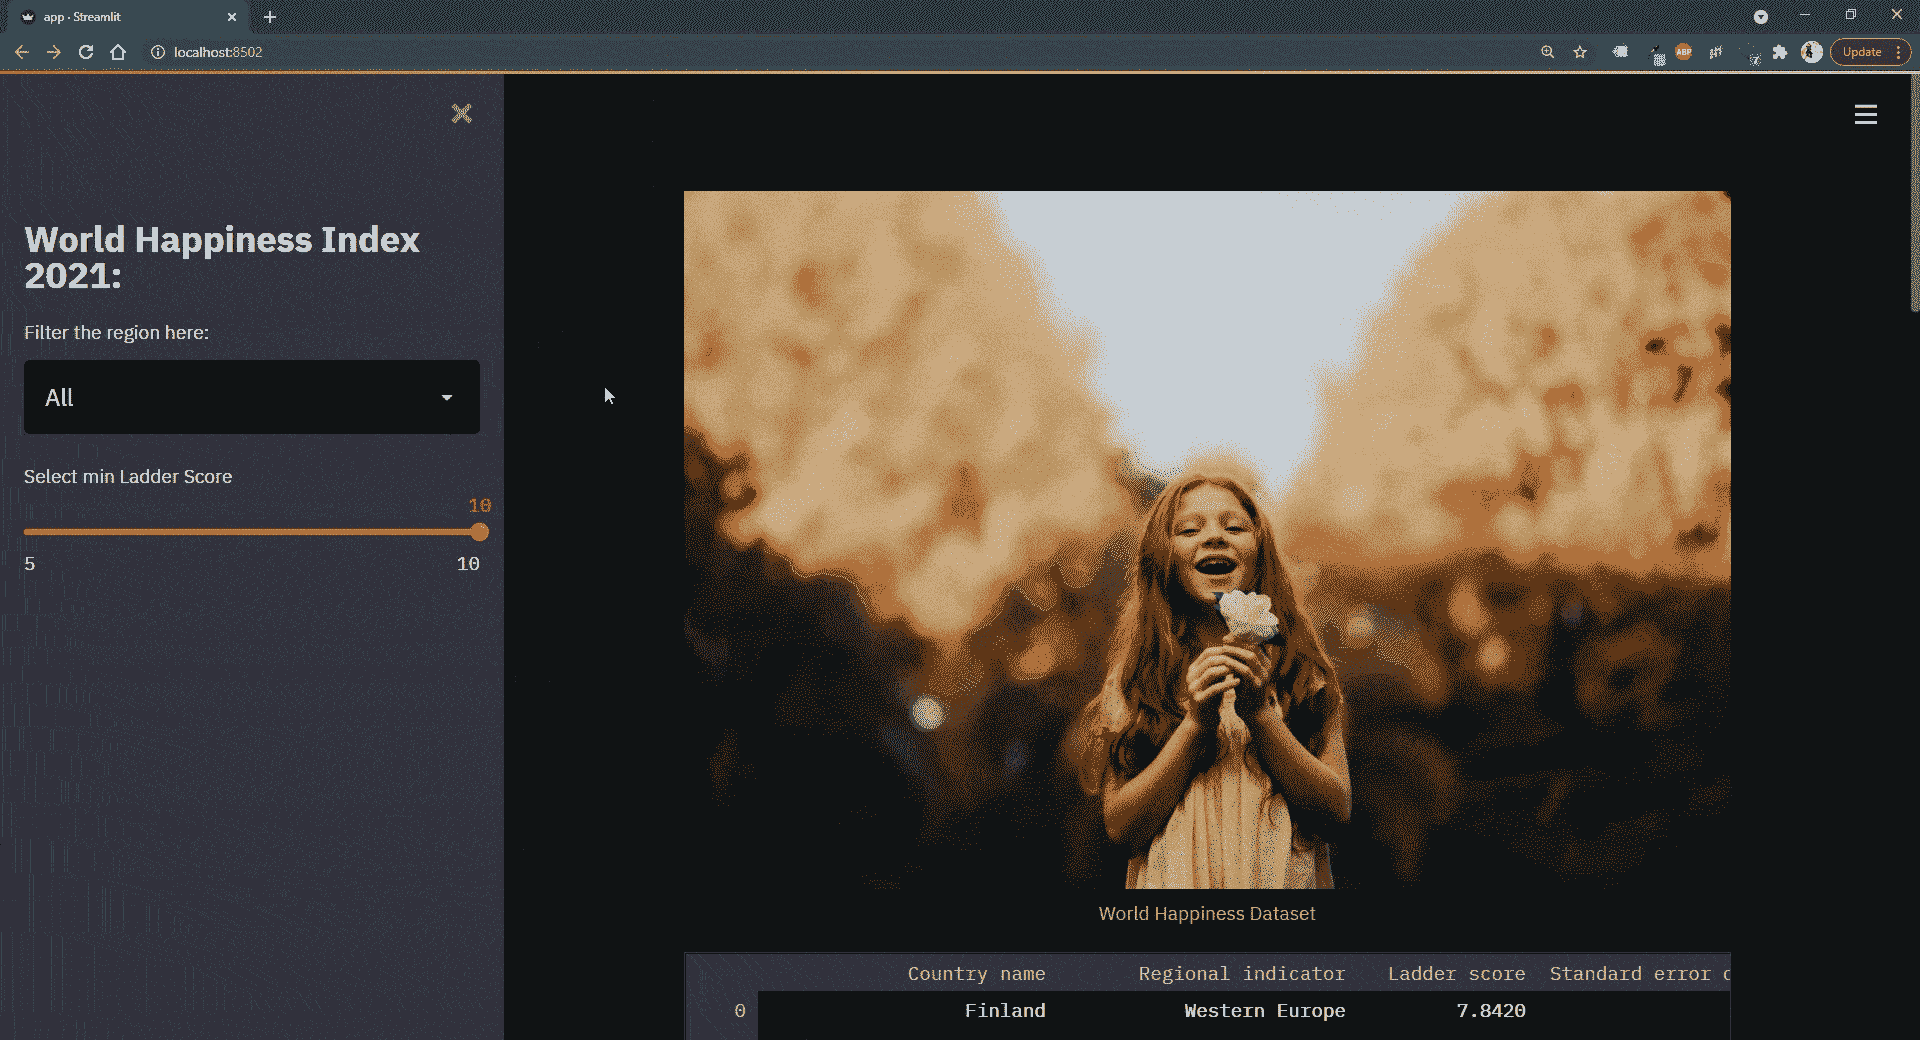 app · Streamlit
localhost:8502
ABP
Update
World Happiness Index
2021:
Filter the region here:
All
Select min Ladder Score
10
5 10
World Happiness Dataset
Country name Regional indicator Ladder score Standard error
0 Finland Western Europe 7.8420